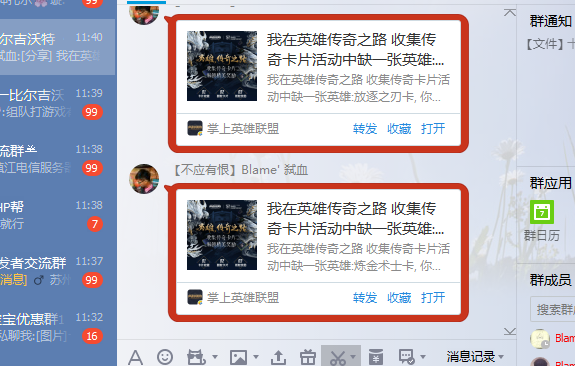 99
尔吉沃特 11:40
試血:[分享] 我在英 99
一比尔吉沃 11:39
:组队打游戏 99
流群 11:38
江电信服务 99
HP帮 11:38
就行 7
发者交流群 11:36
消息] 苏 99
宝优惠群1 11:32
私聊我:[图片] 16
我在英雄传奇之路 收集传
奇卡片活动中缺一张英雄:...
我在英雄传奇之路 收集传奇卡片活
动中缺一张英雄:放逐之刃卡, 你...
英雄传奇之路
掌上英雄联盟 转发 收藏 打开
【不应有恨】Blame' 試血
我在英雄传奇之路 收集传
奇卡片活动中缺一张英雄:...
我在英雄传奇之路 收集传奇卡片活
动中缺一张英雄:炼金术士卡, 你...
英雄传奇之路
掌上英雄联盟 转发 收藏 打开
消息记录
群通知
【文件】
群应用
7
群日历
群成员
搜索群成
Blam
Blam